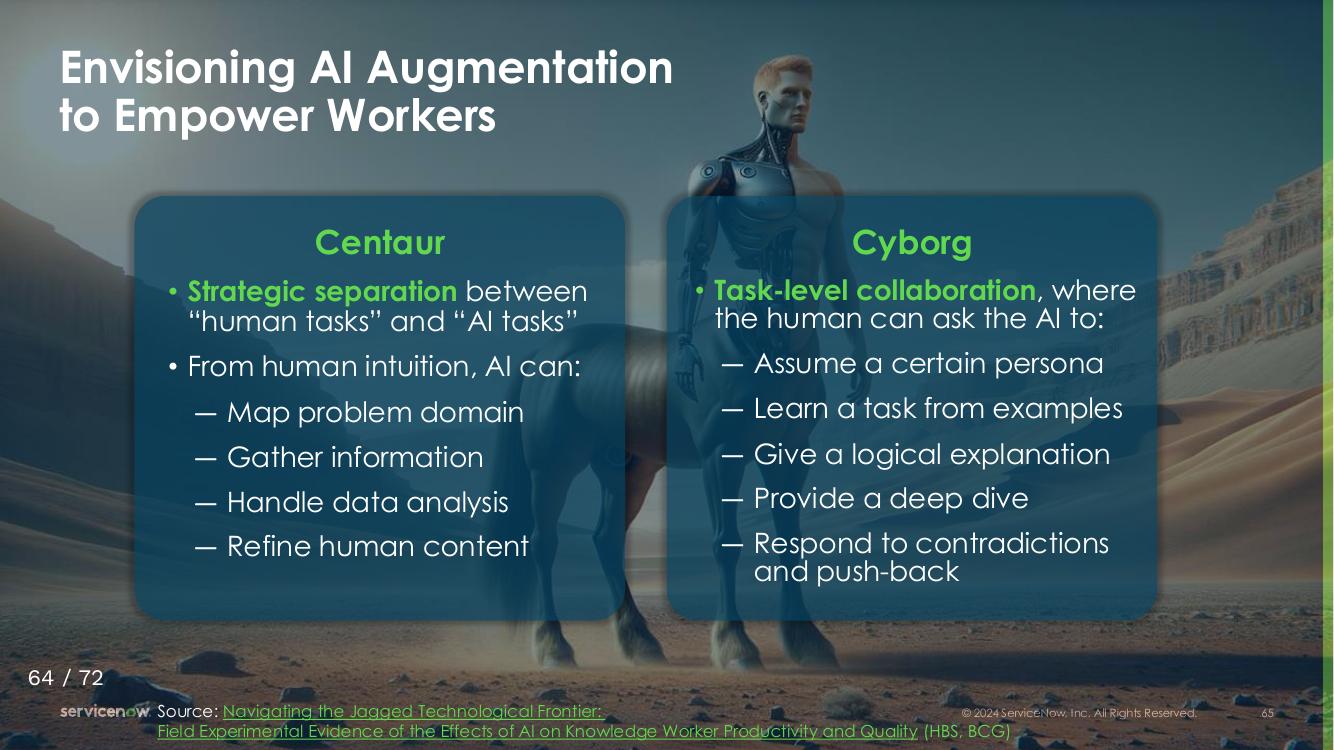 Envisioning AI Augmentation
to Empower Workers
Centaur
• Strategic separation between
“human tasks” and “AI tasks”
• From human intuition, AI can:
— Map problem domain
— Gather information
— Handle data analysis
— Refine human content
Cyborg
• Task-level collaboration, where
the human can ask the AI to:
— Assume a certain persona
— Learn a task from examples
— Give a logical explanation
— Provide a deep dive
— Respond to contradictions
and push-back
64 / 72
servicenow
Source: Navigating the Jagged Technological Frontier:
Field Experimental Evidence of the Effects of AI on Knowledge Worker Productivity and Quality (HBS, BCG)
© 2024 ServiceNow, Inc. All Rights Reserved.
65